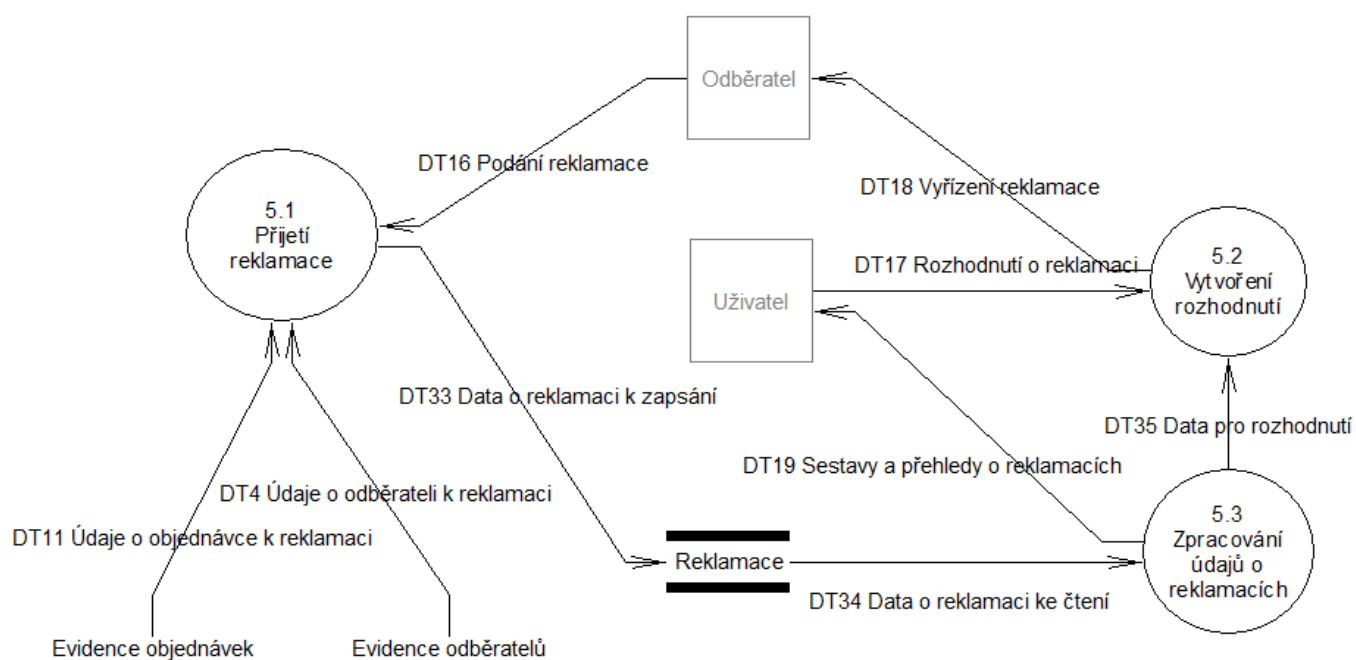 Odběratel
DT16 Podání reklamace
DT18 Vyřízení reklamace
5.1
Přijetí
reklamace
5.2
Vytvoření
rozhodnutí
DT17 Rozhodnutí o reklamaci
Uživatel
DT33 Data o reklamaci k zapsání
DT35 Data pro rozhodnutí
DT19 Sestavy a přehledy o reklamacích
DT4 Údaje o odběrateli k reklamaci
DT11 Údaje o objednávce k reklamaci
5.3
Zpracování
údajů o
reklamacích
Reklamace
DT34 Data o reklamaci ke čtení
Evidence objednávek
Evidence odběratelů